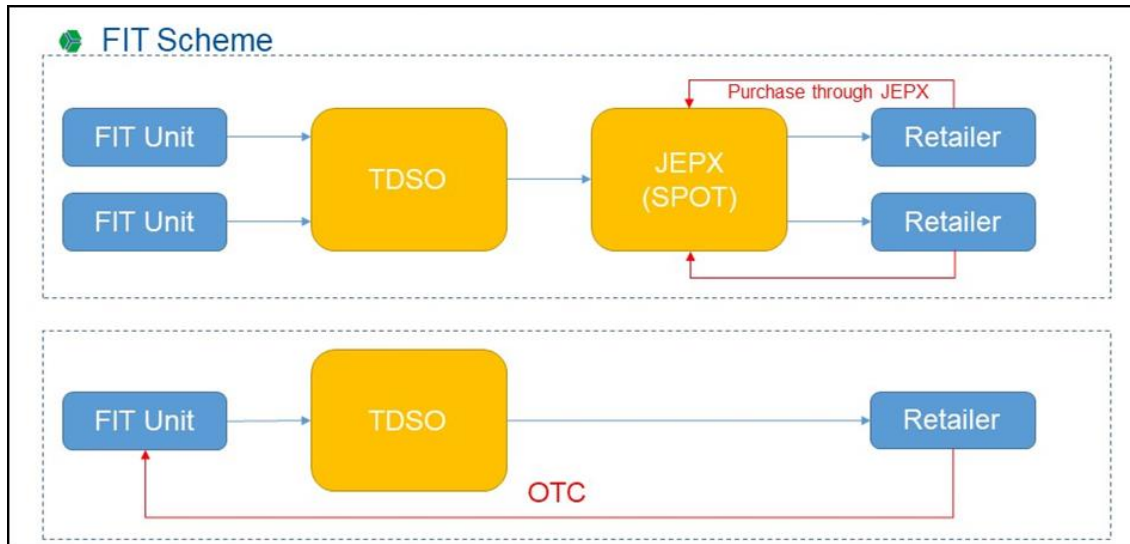 FIT Scheme
Purchase through JEPX
FIT Unit
TDSO
JEPX
(SPOT)
Retailer
FIT Unit
Retailer
FIT Unit
TDSO
Retailer
OTC